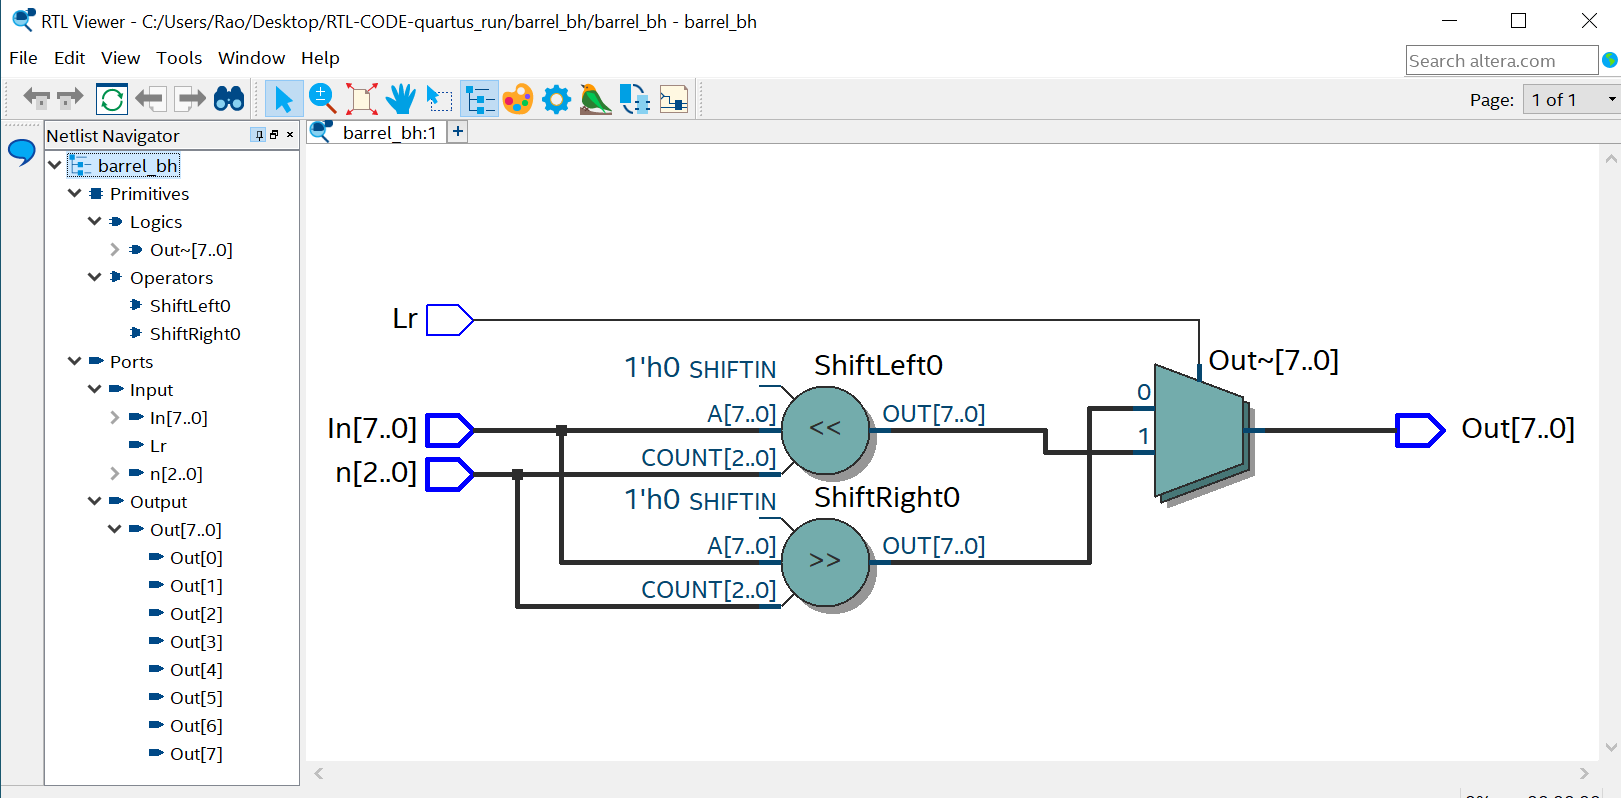 RTL Viewer - C:/Users/Rao/Desktop/RTL-CODE-quartus_run/barrel_bh/barrel_bh - barrel_bh
File Edit View Tools Window Help
Search altera.com
Page: 1 of 1
Netlist Navigator
barrel_bh:1 +
barrel_bh
Primitives
Logics
Out~[7..0]
Operators
ShiftLeft0
ShiftRight0
Ports
Input
In[7..0]
Lr
n[2..0]
Output
Out[7..0]
Out[0]
Out[1]
Out[2]
Out[3]
Out[4]
Out[5]
Out[6]
Out[7]
Lr
1'h0 SHIFTIN ShiftLeft0
Out~[7..0]
0
In[7..0] A[7..0] << OUT[7..0]
1
Out[7..0]
n[2..0] COUNT[2..0]
1'h0 SHIFTIN ShiftRight0
A[7..0] >> OUT[7..0]
COUNT[2..0]